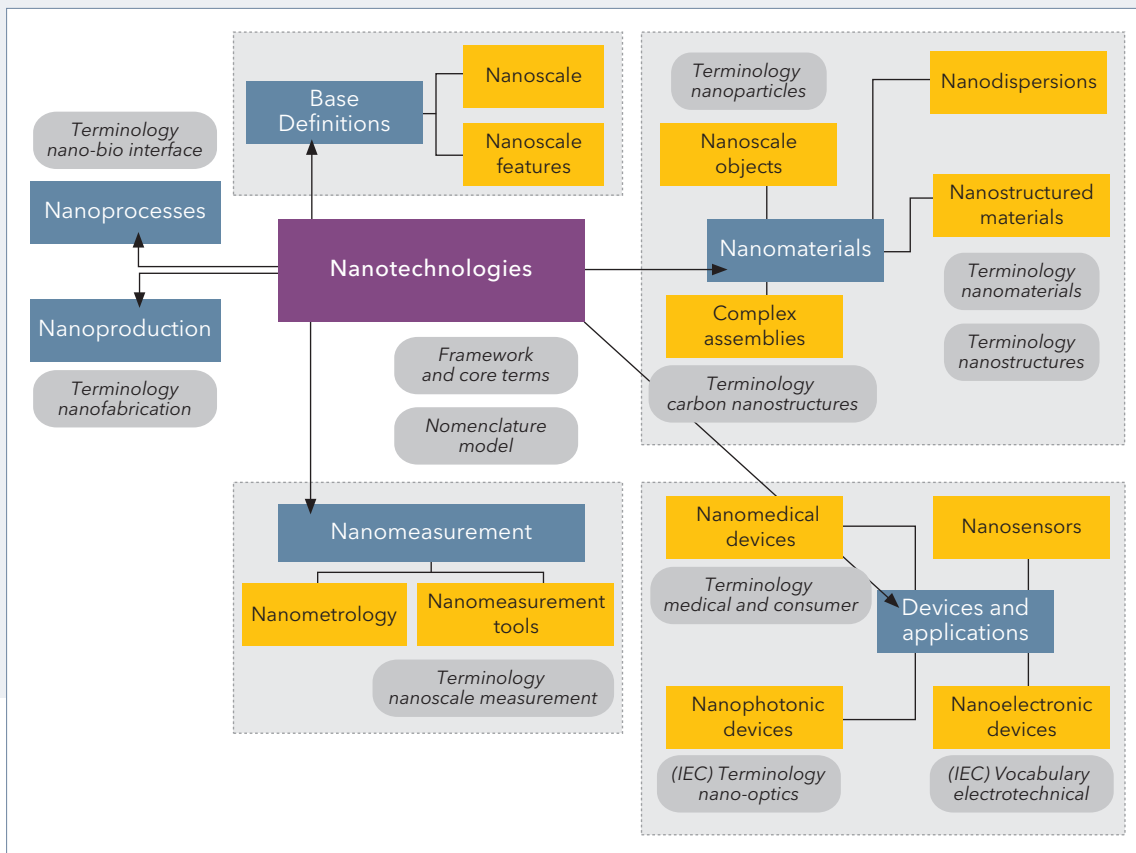 Base
Definitions
Nanoscale
Nanoscale
features
Terminology
nano-bio interface
Nanoprocesses
Nanoproduction
Terminology
nanofabrication
Nanotechnologies
Framework
and core terms
Nomenclature
model
Terminology
nanoparticles
Nanoscale
objects
Nanodispersions
Nanostructured
materials
Nanomaterials
Terminology
nanomaterials
Terminology
nanostructures
Complex
assemblies
Terminology
carbon nanostructures
Nanomeasurement
Nanometrology
Nanomeasurement
tools
Terminology
nanoscale measurement
Nanomedical
devices
Nanosensors
Terminology
medical and consumer
Devices and
applications
Nanophotonic
devices
Nanoelectronic
devices
(IEC) Terminology
nano-optics
(IEC) Vocabulary
electrotechnical